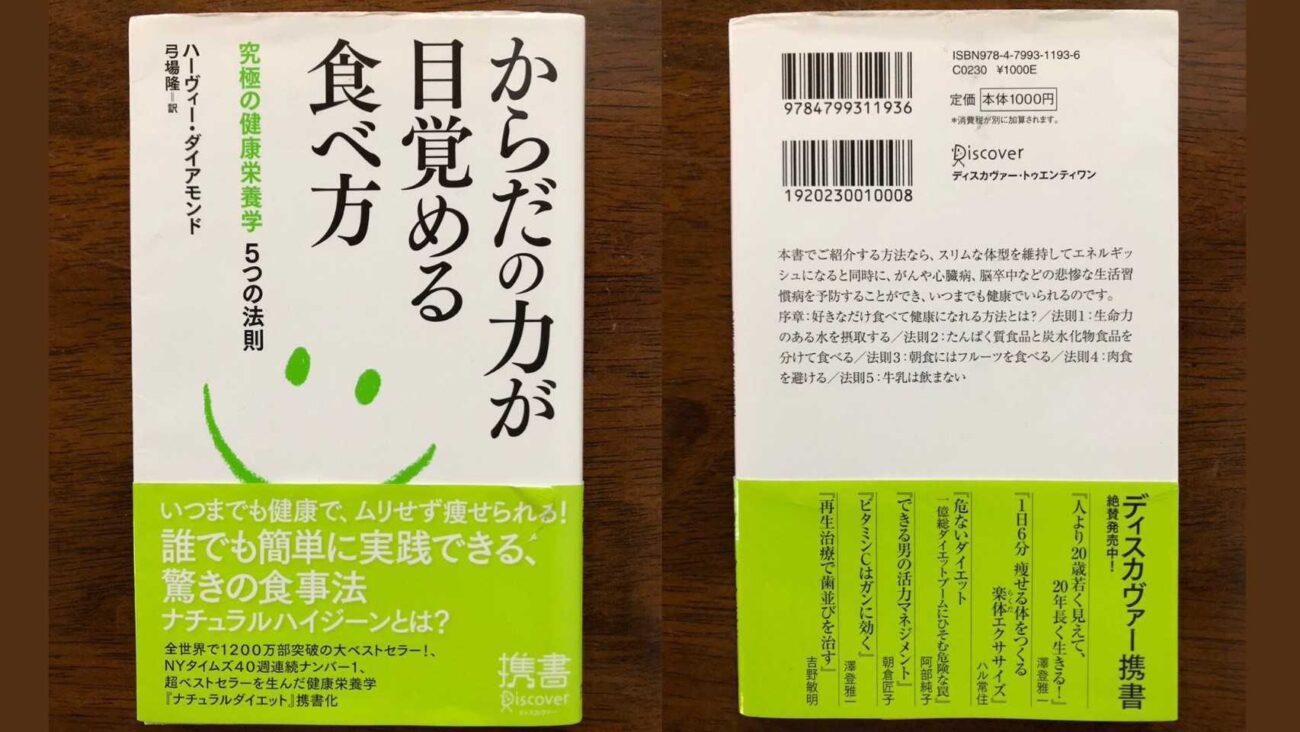 からだの力が
目覚める
食べ方
究極の健康栄養学 5つの法則
ハーヴィー・ダイアモンド
弓場隆＝訳
いつまでも健康で、ムリせず痩せられる!
誰でも簡単に実践できる、
驚きの食事法
ナチュラルハイジーンとは?
全世界で1200万部突破の大ベストセラー!、
NYタイムズ40週連続ナンバー1、
超ベストセラーを生んだ健康栄養学
『ナチュラルダイエット』携書化
携書
Discover
ディスカヴァー
9784799311936
1920230010008
ISBN978-4-7993-1193-6
C0230 ¥1000E
定価 本体1000円
*消費税が別に加算されます。
Discover
ディスカヴァー・トゥエンティワン
本書でご紹介する方法なら、スリムな体型を維持してエネルギッ
シュになると同時に、がんや心臓病、脳卒中などの悲惨な生活習
慣病を予防することができ、いつまでも健康でいられるのです。
序章：好きなだけ食べて健康になれる方法とは?／法則1：生命力
のある水を摂取する／法則2：たんぱく質食品と炭水化物食品を
分けて食べる／法則3：朝食にはフルーツを食べる／法則4：肉食
を避ける／法則5：牛乳は飲まない
ディスカヴァー携書
絶賛発売中!
『人より20歳若く見えて、
20年長く生きる!』
澤登雅一
『1日6分 痩せる体をつくる
楽体エクササイズ』
らくだ
ハル常住
『危ないダイエット
一億総ダイエットブームにひそむ危険な罠』
阿部純子
『できる男の活力マネジメント』
朝倉匠子
『ビタミンCはガンに効く』
澤登雅一
『再生治療で歯並びを治す』
吉野敏明